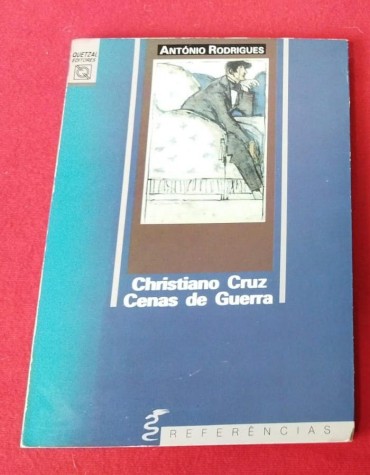 QUETZAL
EDITORES
ANTÓNIO RODRIGUES
Christiano Cruz
Cenas de Guerra
REFERÊNCIAS